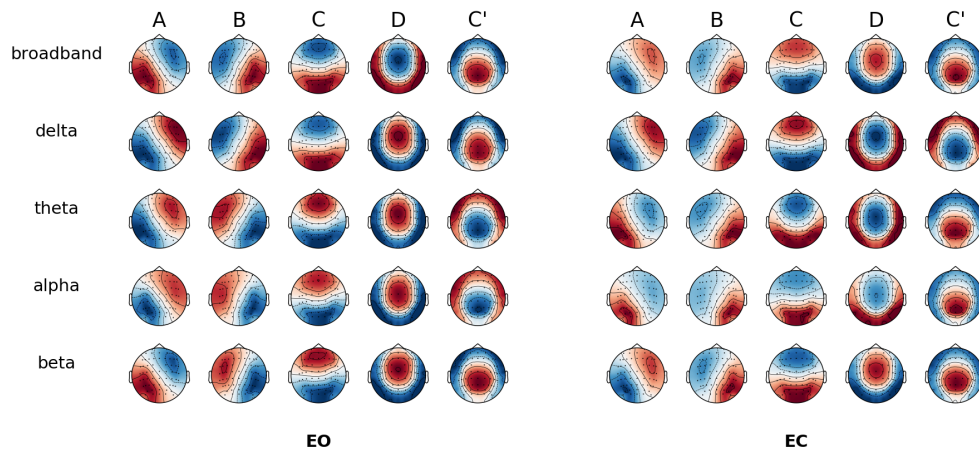 A B C D C' A B C D C'
broadband
delta
theta
alpha
beta
EO EC